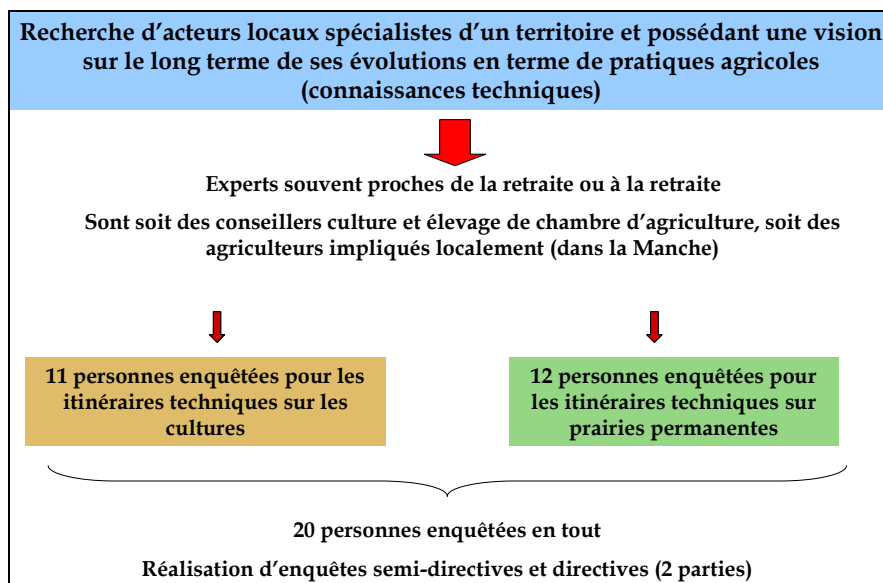 Recherche d'acteurs locaux spécialistes d'un territoire et possédant une vision
sur le long terme de ses évolutions en terme de pratiques agricoles
(connaissances techniques)
Experts souvent proches de la retraite ou à la retraite
Sont soit des conseillers culture et élevage de chambre d'agriculture, soit des
agriculteurs impliqués localement (dans la Manche)
11 personnes enquêtées pour les
itinéraires techniques sur les
cultures
12 personnes enquêtées pour
les itinéraires techniques sur
prairies permanentes
20 personnes enquêtées en tout
Réalisation d'enquêtes semi-directives et directives (2 parties)